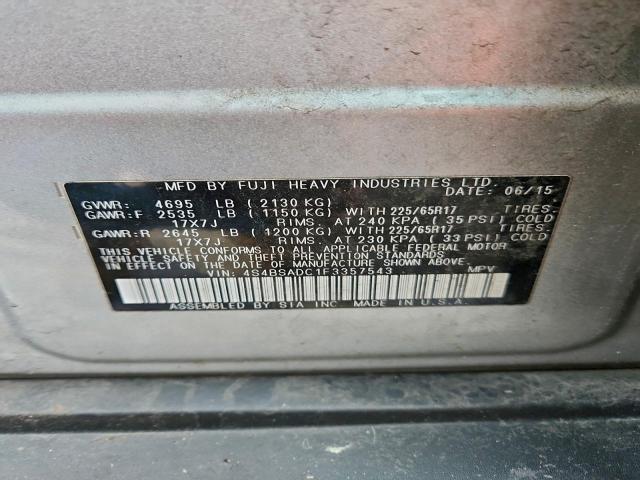 MFD BY FUJI HEAVY INDUSTRIES LTD.
DATE: 06/15
GVWR: 4695 LB (2130 KG)
GAWR:F 2535 LB (1150 KG) WITH 225/65R17 TIRES-
17X7J RIMS. AT 240 KPA ( 35 PSI) COLD
GAWR:R 2645 LB (1200 KG) WITH 225/65R17 TIRES-
17X7J RIMS. AT 230 KPA ( 33 PSI) COLD
THIS VEHICLE CONFORMS TO ALL APPLICABLE FEDERAL MOTOR
VEHICLE SAFETY AND THEFT PREVENTION STANDARDS
IN EFFECT ON THE DATE OF MANUFACTURE SHOWN ABOVE.
VIN: 4S4BSADC1F3357543 MPV
ASSEMBLED BY SIA INC. MADE IN U.S.A.